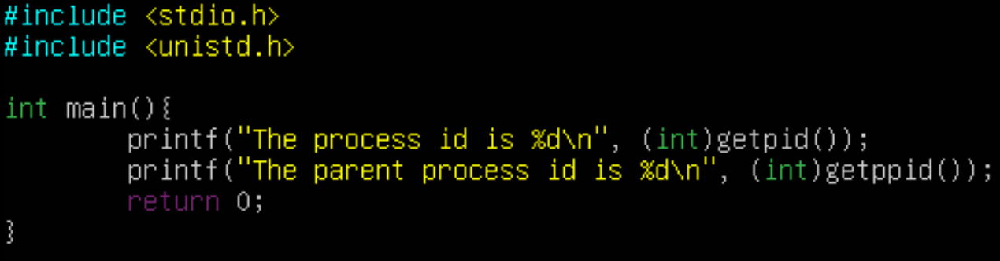 #include <stdio.h>
#include <unistd.h>

int main(){
        printf("The process id is %d\n", (int)getpid());
        printf("The parent process id is %d\n", (int)getppid());
        return 0;
}